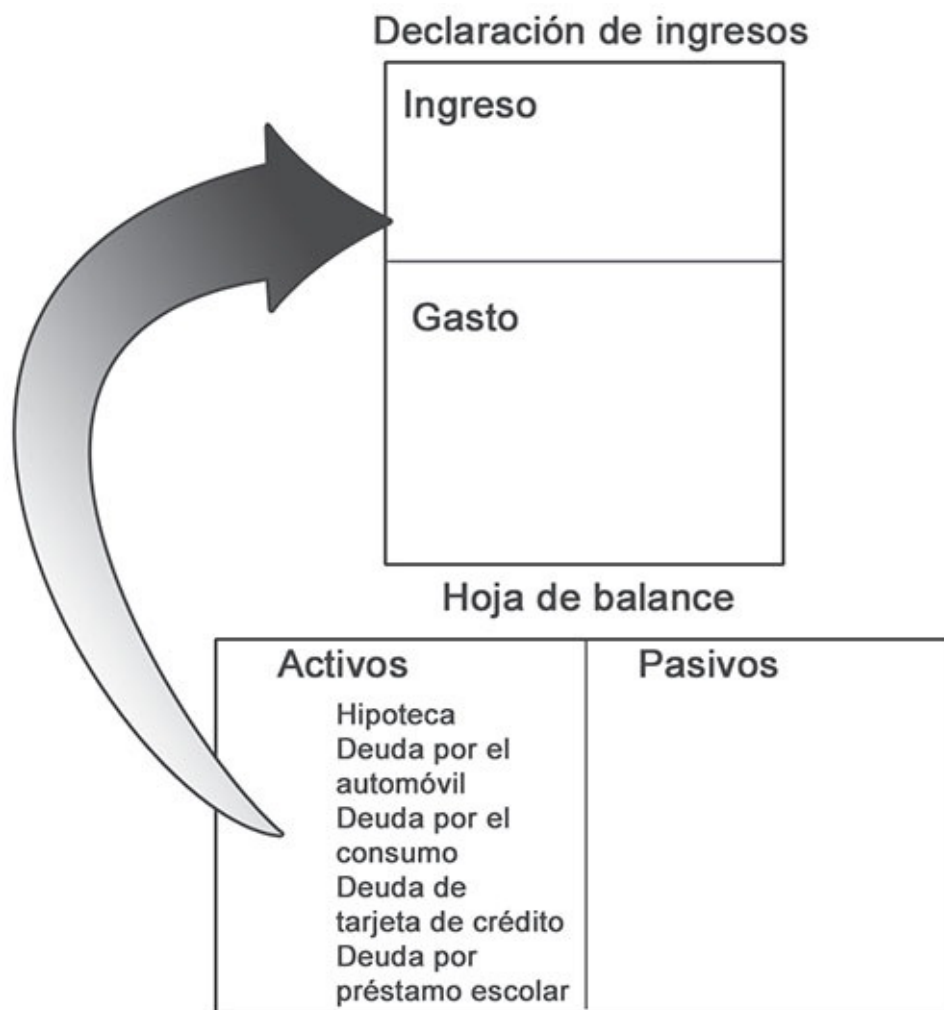 Declaración de ingresos
Ingreso
Gasto
Hoja de balance
Activos
Hipoteca
Deuda por el
automóvil
Deuda por el
consumo
Deuda de
tarjeta de crédito
Deuda por
préstamo escolar
Pasivos